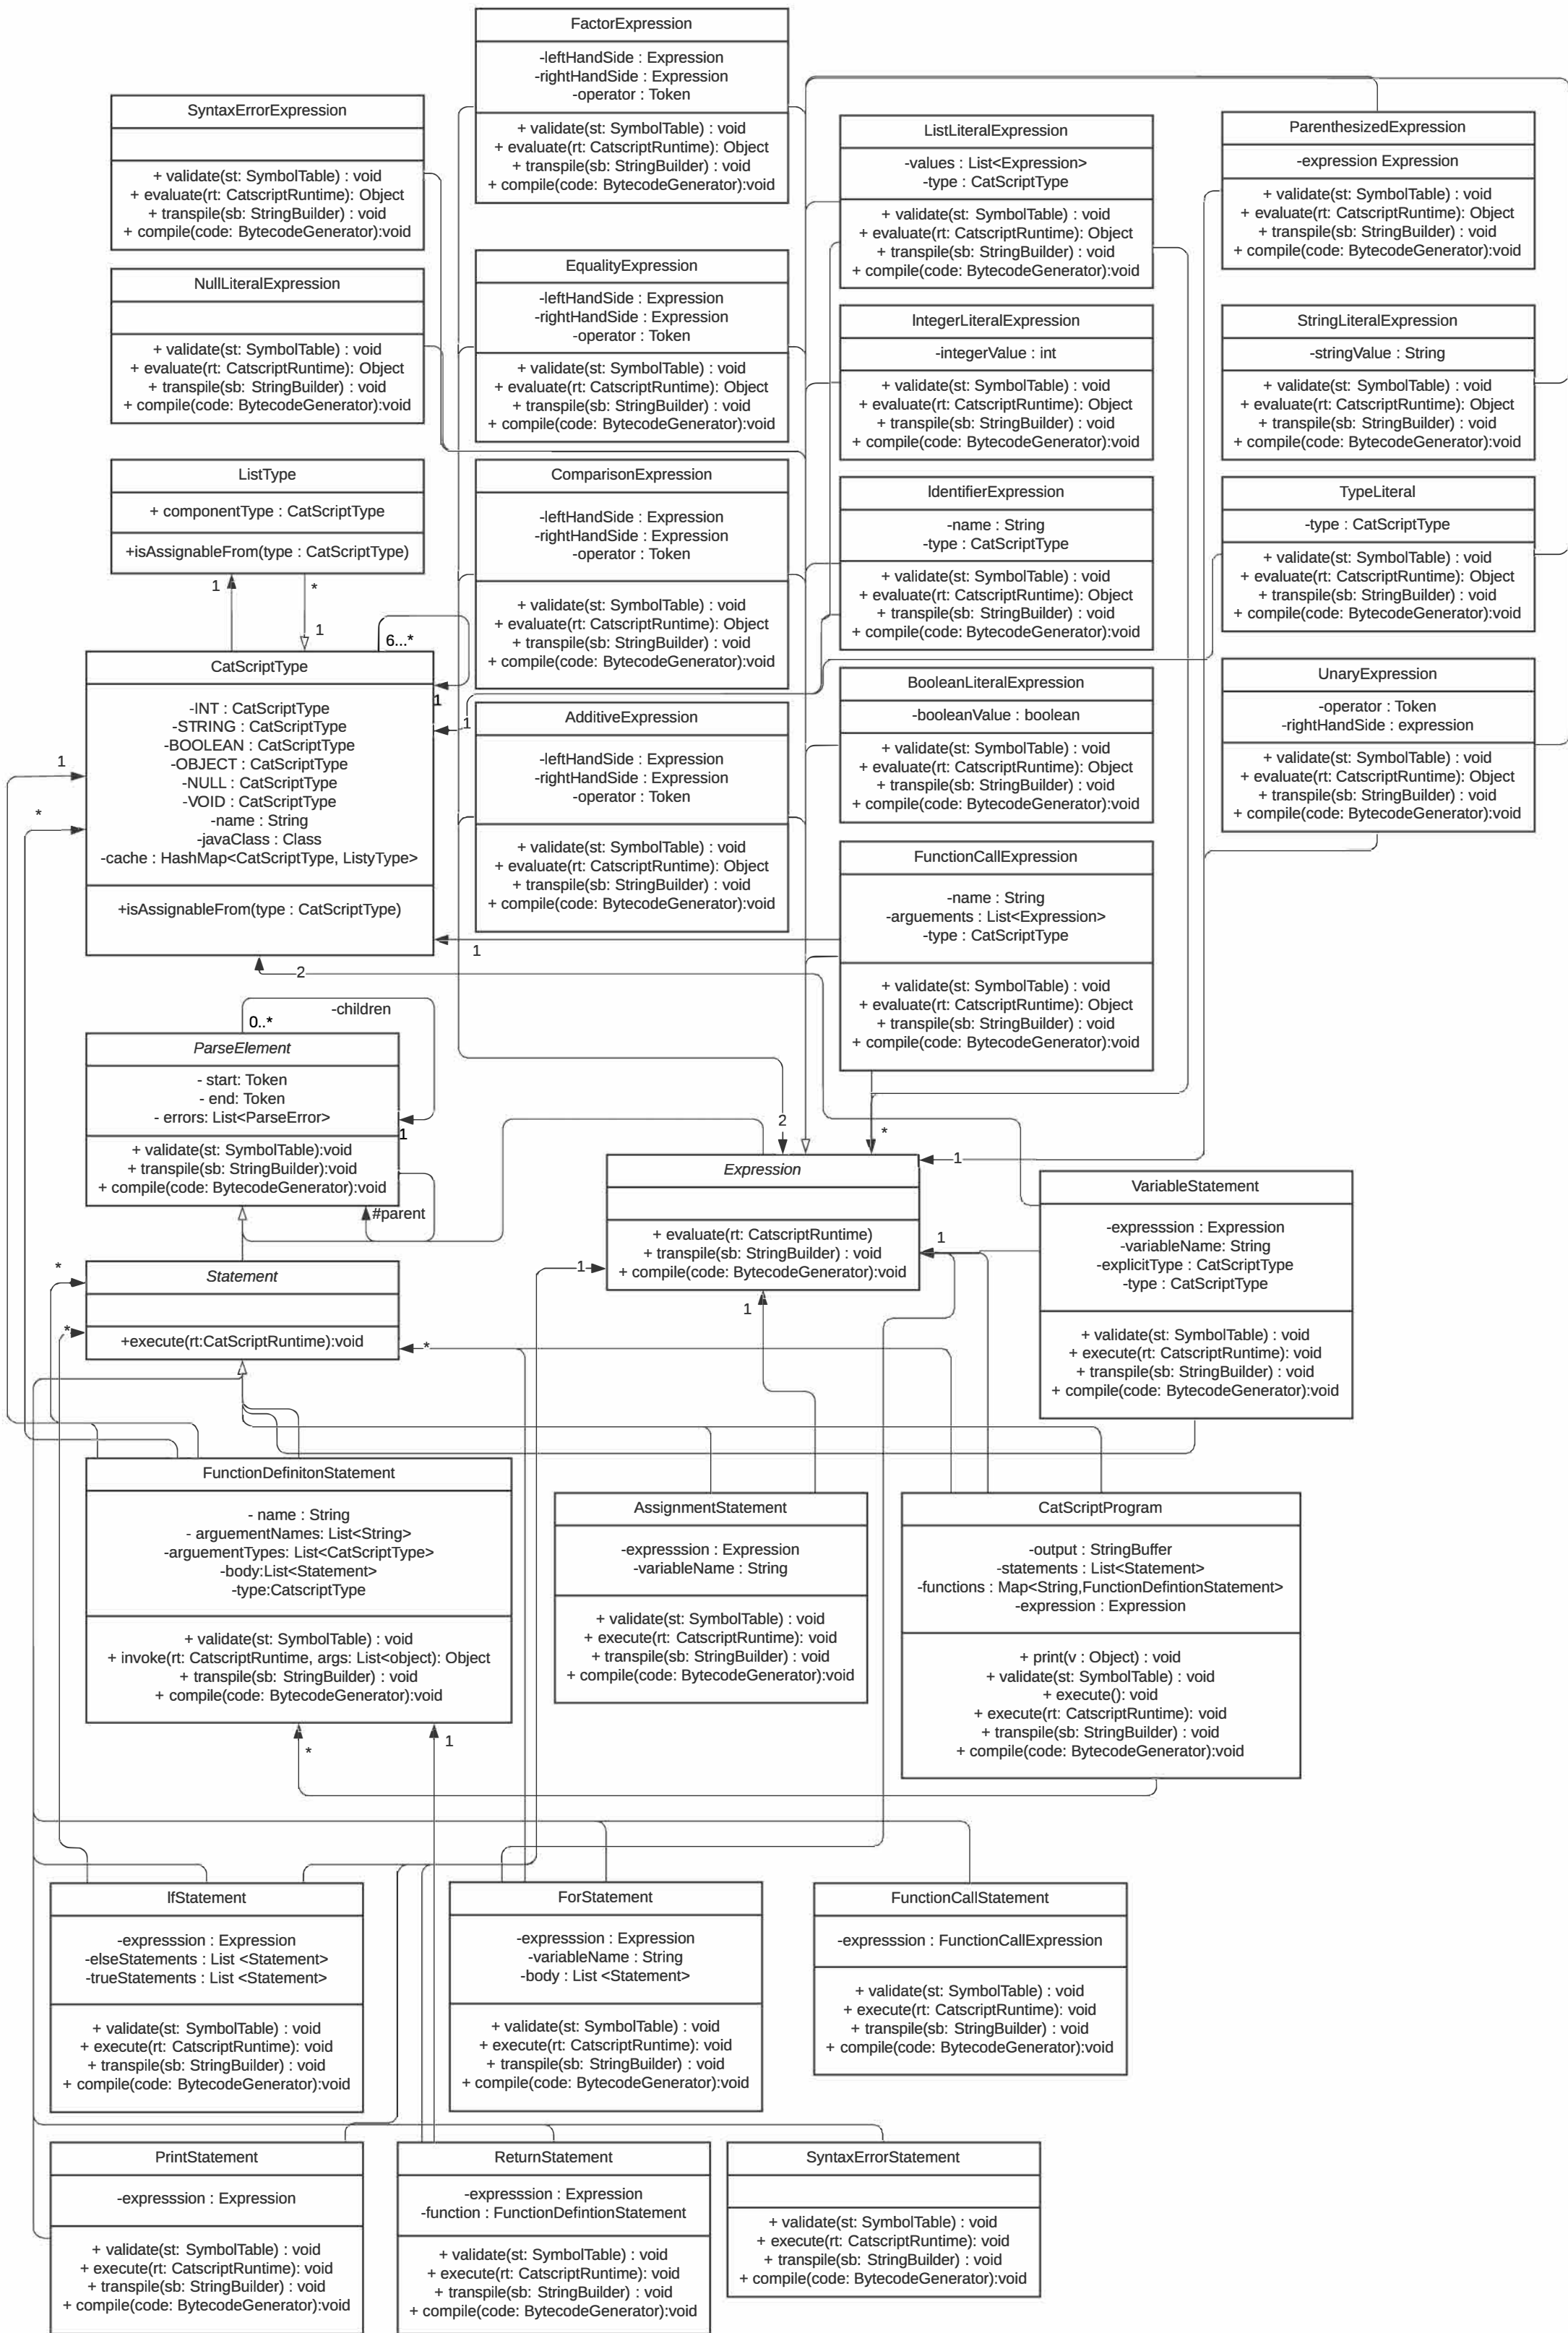 FactorExpression
-leftHandSide : Expression
-rightHandSide : Expression
-operator : Token
+ validate(st: SymbolTable) : void
+ evaluate(rt: CatscriptRuntime): Object
+ transpile(sb: StringBuilder) : void
+ compile(code: BytecodeGenerator):void
SyntaxErrorExpression
+ validate(st: SymbolTable) : void
+ evaluate(rt: CatscriptRuntime): Object
+ transpile(sb: StringBuilder) : void
+ compile(code: BytecodeGenerator):void
ListLiteralExpression
-values : List<Expression>
-type : CatScriptType
+ validate(st: SymbolTable) : void
+ evaluate(rt: CatscriptRuntime): Object
+ transpile(sb: StringBuilder) : void
+ compile(code: BytecodeGenerator):void
ParenthesizedExpression
-expression Expression
+ validate(st: SymbolTable) : void
+ evaluate(rt: CatscriptRuntime): Object
+ transpile(sb: StringBuilder) : void
+ compile(code: BytecodeGenerator):void
NullLiteralExpression
+ validate(st: SymbolTable) : void
+ evaluate(rt: CatscriptRuntime): Object
+ transpile(sb: StringBuilder) : void
+ compile(code: BytecodeGenerator):void
EqualityExpression
-leftHandSide : Expression
-rightHandSide : Expression
-operator : Token
+ validate(st: SymbolTable) : void
+ evaluate(rt: CatscriptRuntime): Object
+ transpile(sb: StringBuilder) : void
+ compile(code: BytecodeGenerator):void
IntegerLiteralExpression
-integerValue : int
+ validate(st: SymbolTable) : void
+ evaluate(rt: CatscriptRuntime): Object
+ transpile(sb: StringBuilder) : void
+ compile(code: BytecodeGenerator):void
StringLiteralExpression
-stringValue : String
+ validate(st: SymbolTable) : void
+ evaluate(rt: CatscriptRuntime): Object
+ transpile(sb: StringBuilder) : void
+ compile(code: BytecodeGenerator):void
ListType
+ componentType : CatScriptType
+isAssignableFrom(type : CatScriptType)
1
*
1
6...*
1
1
ComparisonExpression
-leftHandSide : Expression
-rightHandSide : Expression
-operator : Token
+ validate(st: SymbolTable) : void
+ evaluate(rt: CatscriptRuntime): Object
+ transpile(sb: StringBuilder) : void
+ compile(code: BytecodeGenerator):void
IdentifierExpression
-name : String
-type : CatScriptType
+ validate(st: SymbolTable) : void
+ evaluate(rt: CatscriptRuntime): Object
+ transpile(sb: StringBuilder) : void
+ compile(code: BytecodeGenerator):void
TypeLiteral
-type : CatScriptType
+ validate(st: SymbolTable) : void
+ evaluate(rt: CatscriptRuntime): Object
+ transpile(sb: StringBuilder) : void
+ compile(code: BytecodeGenerator):void
CatScriptType
-INT : CatScriptType
-STRING : CatScriptType
-BOOLEAN : CatScriptType
-OBJECT : CatScriptType
-NULL : CatScriptType
-VOID : CatScriptType
-name : String
-javaClass : Class
-cache : HashMap<CatScriptType, ListyType>
+isAssignableFrom(type : CatScriptType)
1
*
1
2
AdditiveExpression
-leftHandSide : Expression
-rightHandSide : Expression
-operator : Token
+ validate(st: SymbolTable) : void
+ evaluate(rt: CatscriptRuntime): Object
+ transpile(sb: StringBuilder) : void
+ compile(code: BytecodeGenerator):void
BooleanLiteralExpression
-booleanValue : boolean
+ validate(st: SymbolTable) : void
+ evaluate(rt: CatscriptRuntime): Object
+ transpile(sb: StringBuilder) : void
+ compile(code: BytecodeGenerator):void
UnaryExpression
-operator : Token
-rightHandSide : expression
+ validate(st: SymbolTable) : void
+ evaluate(rt: CatscriptRuntime): Object
+ transpile(sb: StringBuilder) : void
+ compile(code: BytecodeGenerator):void
FunctionCallExpression
-name : String
-arguements : List<Expression>
-type : CatScriptType
+ validate(st: SymbolTable) : void
+ evaluate(rt: CatscriptRuntime): Object
+ transpile(sb: StringBuilder) : void
+ compile(code: BytecodeGenerator):void
-children
0..*
ParseElement
- start: Token
- end: Token
- errors: List<ParseError>
+ validate(st: SymbolTable):void
+ transpile(sb: StringBuilder):void
+ compile(code: BytecodeGenerator):void
1
#parent
2
*
1
Expression
+ evaluate(rt: CatscriptRuntime)
+ transpile(sb: StringBuilder) : void
+ compile(code: BytecodeGenerator):void
1
1
1
VariableStatement
-expresssion : Expression
-variableName: String
-explicitType : CatScriptType
-type : CatScriptType
+ validate(st: SymbolTable) : void
+ execute(rt: CatscriptRuntime): void
+ transpile(sb: StringBuilder) : void
+ compile(code: BytecodeGenerator):void
*
*
Statement
+execute(rt:CatScriptRuntime):void
*
FunctionDefinitonStatement
- name : String
- arguementNames: List<String>
-arguementTypes: List<CatScriptType>
-body:List<Statement>
-type:CatscriptType
+ validate(st: SymbolTable) : void
+ invoke(rt: CatscriptRuntime, args: List<object): Object
+ transpile(sb: StringBuilder) : void
+ compile(code: BytecodeGenerator):void
*
1
AssignmentStatement
-expresssion : Expression
-variableName : String
+ validate(st: SymbolTable) : void
+ execute(rt: CatscriptRuntime): void
+ transpile(sb: StringBuilder) : void
+ compile(code: BytecodeGenerator):void
CatScriptProgram
-output : StringBuffer
-statements : List<Statement>
-functions : Map<String,FunctionDefintionStatement>
-expression : Expression
+ print(v : Object) : void
+ validate(st: SymbolTable) : void
+ execute(): void
+ execute(rt: CatscriptRuntime): void
+ transpile(sb: StringBuilder) : void
+ compile(code: BytecodeGenerator):void
IfStatement
-expresssion : Expression
-elseStatements : List <Statement>
-trueStatements : List <Statement>
+ validate(st: SymbolTable) : void
+ execute(rt: CatscriptRuntime): void
+ transpile(sb: StringBuilder) : void
+ compile(code: BytecodeGenerator):void
ForStatement
-expresssion : Expression
-variableName : String
-body : List <Statement>
+ validate(st: SymbolTable) : void
+ execute(rt: CatscriptRuntime): void
+ transpile(sb: StringBuilder) : void
+ compile(code: BytecodeGenerator):void
FunctionCallStatement
-expresssion : FunctionCallExpression
+ validate(st: SymbolTable) : void
+ execute(rt: CatscriptRuntime): void
+ transpile(sb: StringBuilder) : void
+ compile(code: BytecodeGenerator):void
PrintStatement
-expresssion : Expression
+ validate(st: SymbolTable) : void
+ execute(rt: CatscriptRuntime): void
+ transpile(sb: StringBuilder) : void
+ compile(code: BytecodeGenerator):void
ReturnStatement
-expresssion : Expression
-function : FunctionDefintionStatement
+ validate(st: SymbolTable) : void
+ execute(rt: CatscriptRuntime): void
+ transpile(sb: StringBuilder) : void
+ compile(code: BytecodeGenerator):void
SyntaxErrorStatement
+ validate(st: SymbolTable) : void
+ execute(rt: CatscriptRuntime): void
+ transpile(sb: StringBuilder) : void
+ compile(code: BytecodeGenerator):void